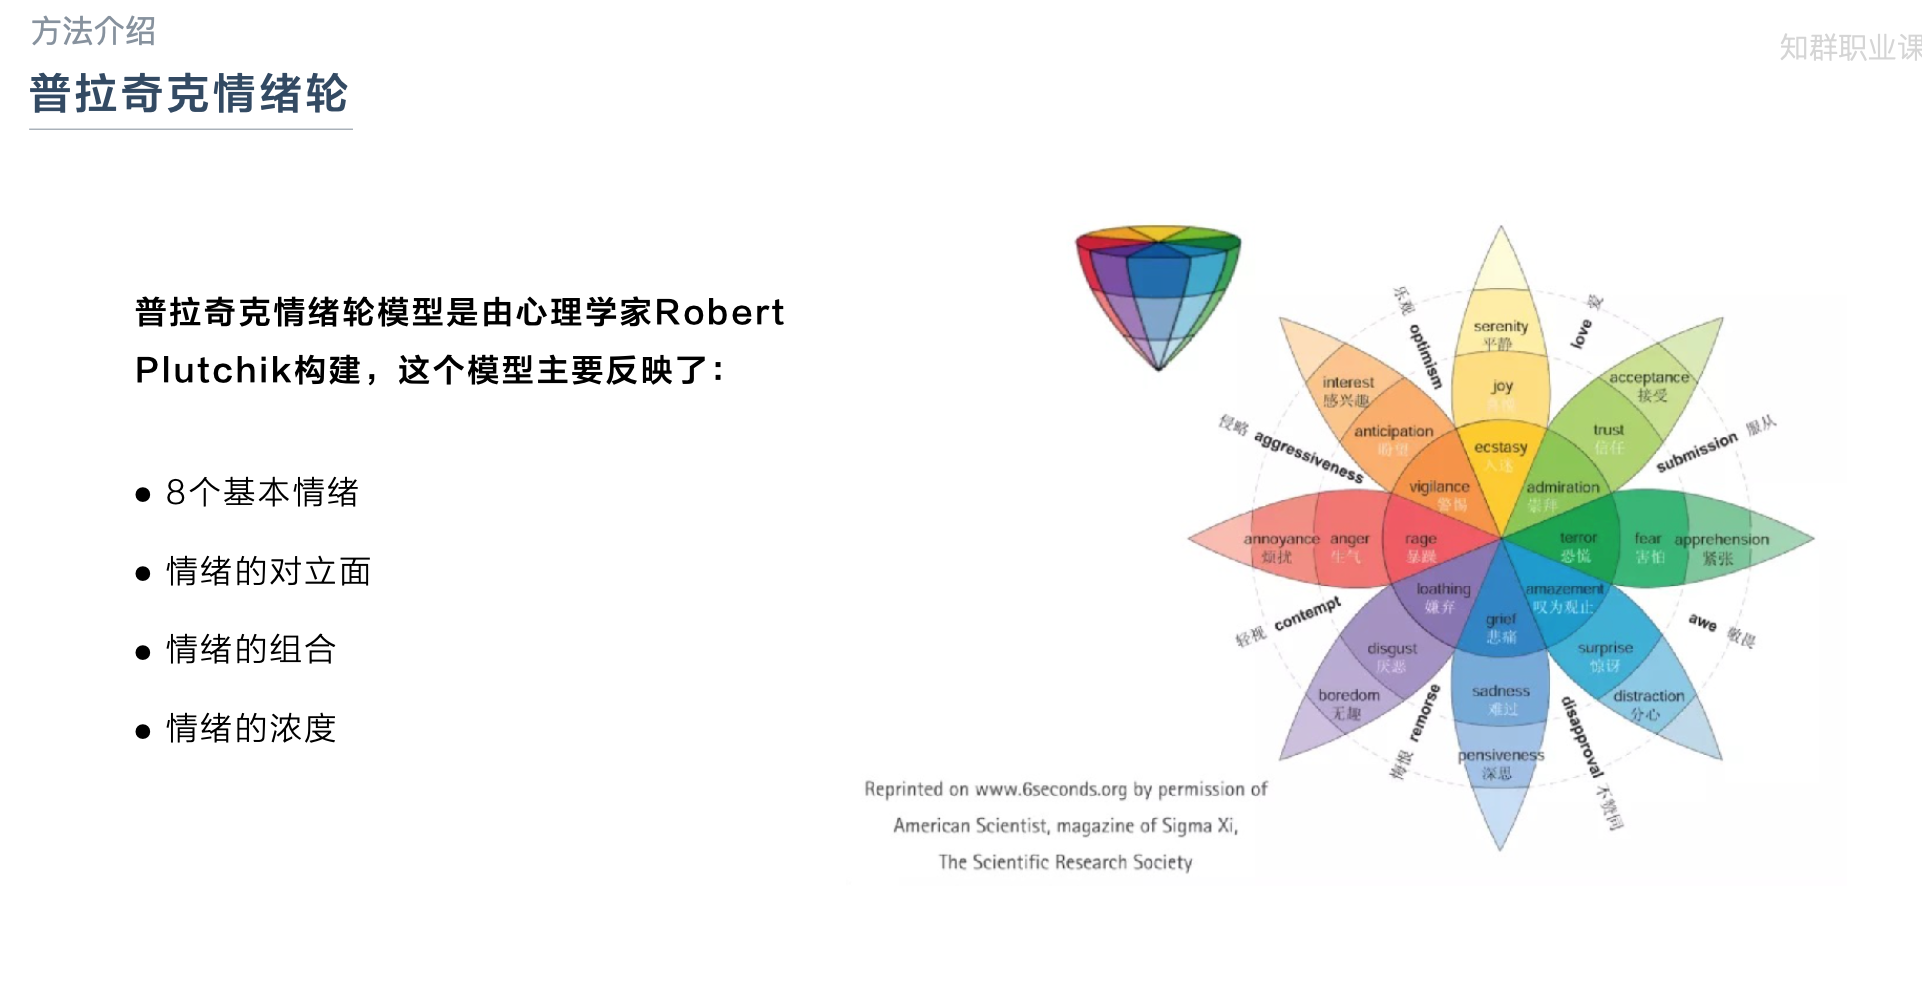 方法介绍
知群职业课
普拉奇克情绪轮
普拉奇克情绪轮模型是由心理学家Robert
Plutchik构建，这个模型主要反映了：
● 8个基本情绪
● 情绪的对立面
● 情绪的组合
● 情绪的浓度
serenity
平静
joy
ecstasy
入迷
乐观 optimism
love 爱
interest
感兴趣
anticipation
盼望
vigilance
警惕
acceptance
接受
trust
信任
admiration
崇拜
侵略 aggressiveness
submission 服从
annoyance
烦扰
anger
生气
rage
暴躁
terror
恐慌
fear
害怕
apprehension
紧张
轻视 contempt
awe 敬畏
loathing
嫌弃
disgust
厌恶
boredom
无趣
grief
悲痛
sadness
难过
pensiveness
深思
amazement
叹为观止
surprise
惊讶
distraction
分心
悔恨 remorse
disapproval 不赞同
Reprinted on www.6seconds.org by permission of
American Scientist, magazine of Sigma Xi,
The Scientific Research Society